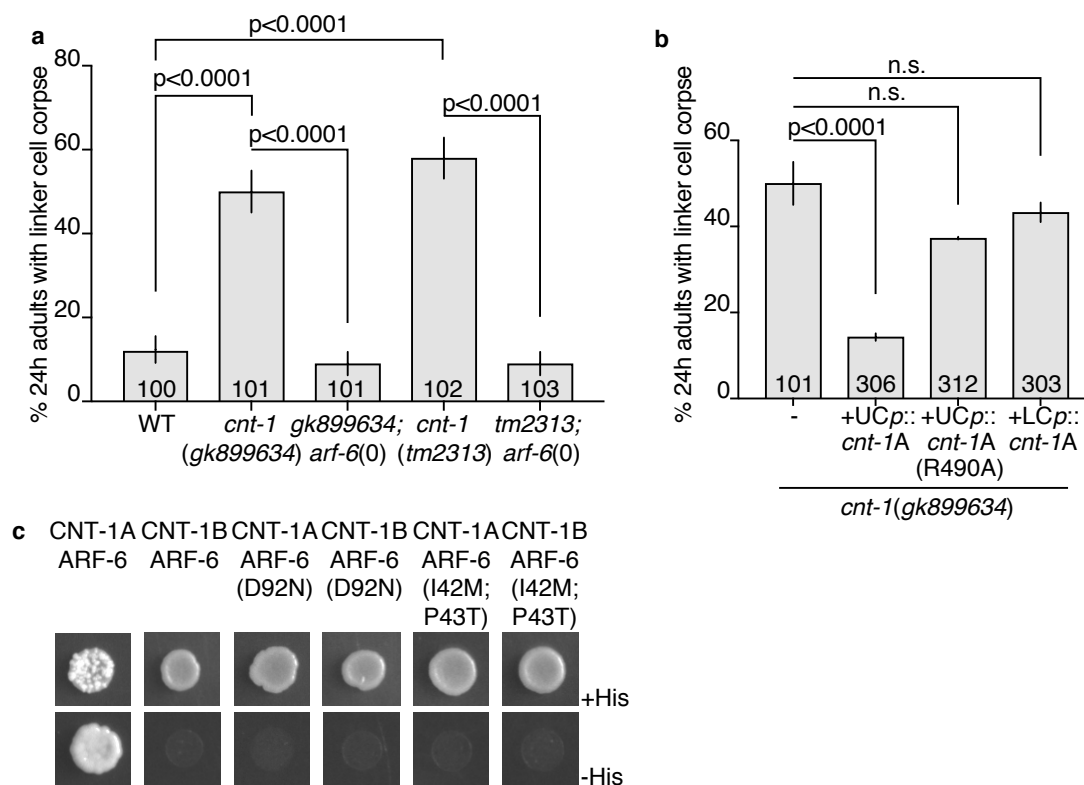 a
% 24h adults with linker cell corpse
80
60
40
20
0
p<0.0001
p<0.0001
p<0.0001
p<0.0001
100
101
101
102
103
WT
cnt-1
(gk899634)
gk899634;
arf-6(0)
cnt-1
(tm2313)
tm2313;
arf-6(0)
b
% 24h adults with linker cell corpse
60
40
20
0
n.s.
n.s.
p<0.0001
101
306
312
303
-
+UCp::
cnt-1A
+UCp::
cnt-1A
(R490A)
+LCp::
cnt-1A
cnt-1(gk899634)
c
CNT-1A
ARF-6
CNT-1B
ARF-6
CNT-1A
ARF-6
(D92N)
CNT-1B
ARF-6
(D92N)
CNT-1A
ARF-6
(I42M;
P43T)
CNT-1B
ARF-6
(I42M;
P43T)
+His
-His